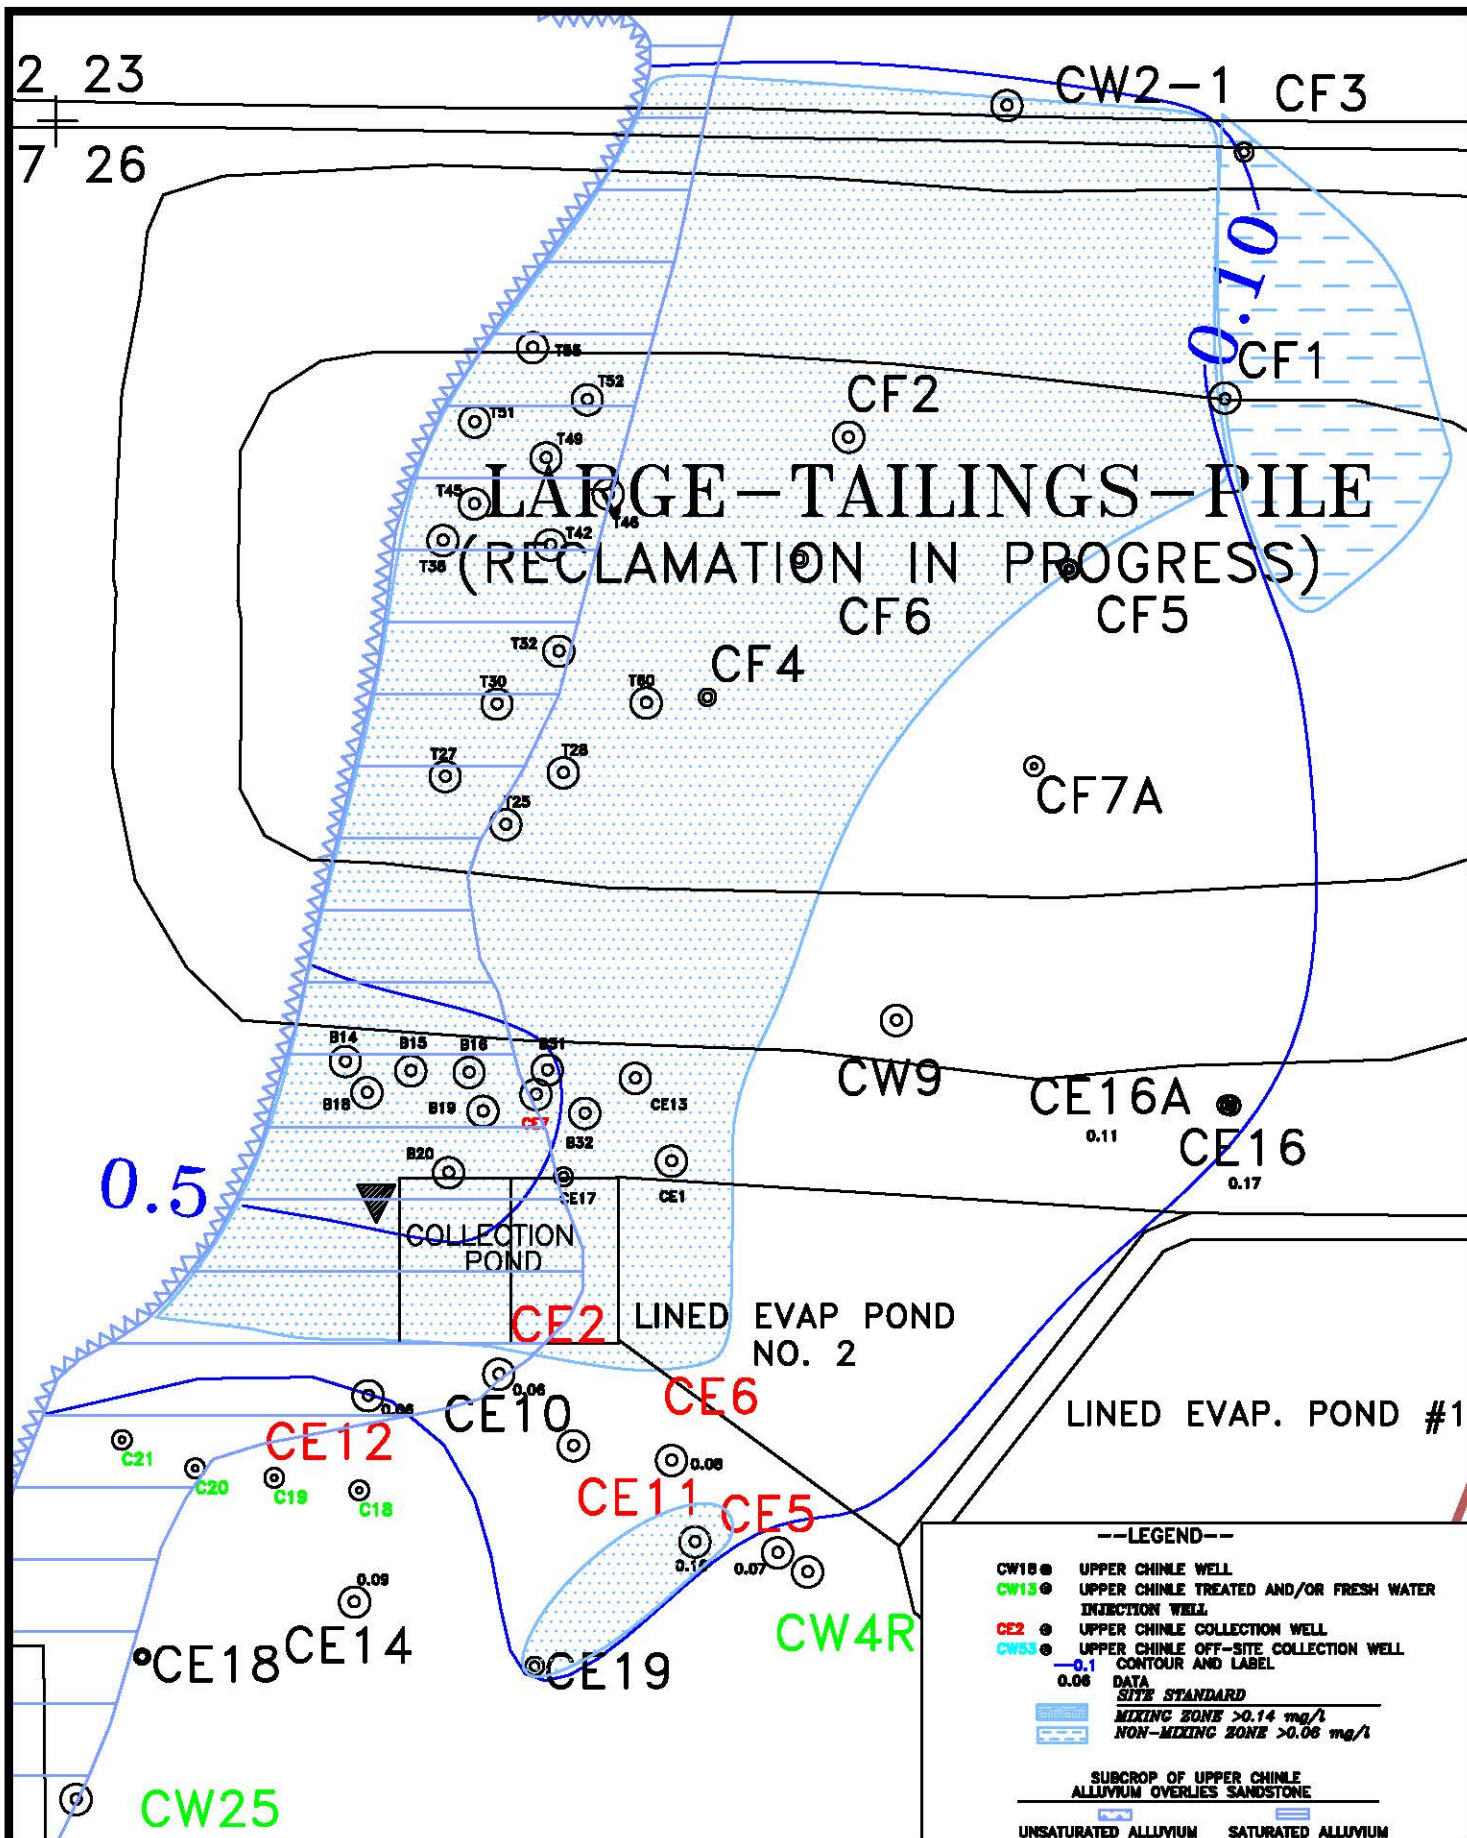 2 23
7 26
CW2-1
CF3
0.10
CF1
T52
CF2
T51
T49
LARGE-TAILINGS-PILE
T45
T46
T42
(RECLAMATION IN PROGRESS)
T38
CF6
CF5
T32
CF4
T30
T60
T28
T27
CF7A
T25
B14
B15
B16
CW9
CE16A
B18
B19
CE13
CE7
B32
0.11
CE16
B20
0.5
CE17
CE1
0.17
COLLECTION
POND
CE2
LINED EVAP POND
NO. 2
0.06
CE6
CE10
LINED EVAP. POND #1
CE12
C21
0.08
C20
C19
C18
CE11
CE5
0.07
0.09
CW4R
CE18
CE14
CE19
CW25
--LEGEND--
CW18 UPPER CHINLE WELL
CW13 UPPER CHINLE TREATED AND/OR FRESH WATER
INJECTION WELL
CE2 UPPER CHINLE COLLECTION WELL
CW53 UPPER CHINLE OFF-SITE COLLECTION WELL
0.1 CONTOUR AND LABEL
0.06 DATA
SITE STANDARD
MIXING ZONE >0.14 mg/l
NON-MIXING ZONE >0.06 mg/l
SUBCROP OF UPPER CHINLE
ALLUVIUM OVERLIES SANDSTONE
UNSATURATED ALLUVIUM SATURATED ALLUVIUM